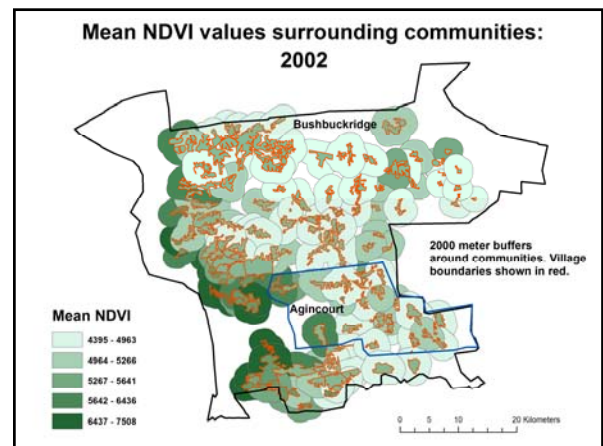 Mean NDVI values surrounding communities:
2002
Bushbuckridge
2000 meter buffers
around communities. Village
boundaries shown in red.
Agincourt
Mean NDVI
4395 - 4963
4964 - 5266
5267 - 5641
5642 - 6436
6437 - 7508
0 5 10 20 Kilometers